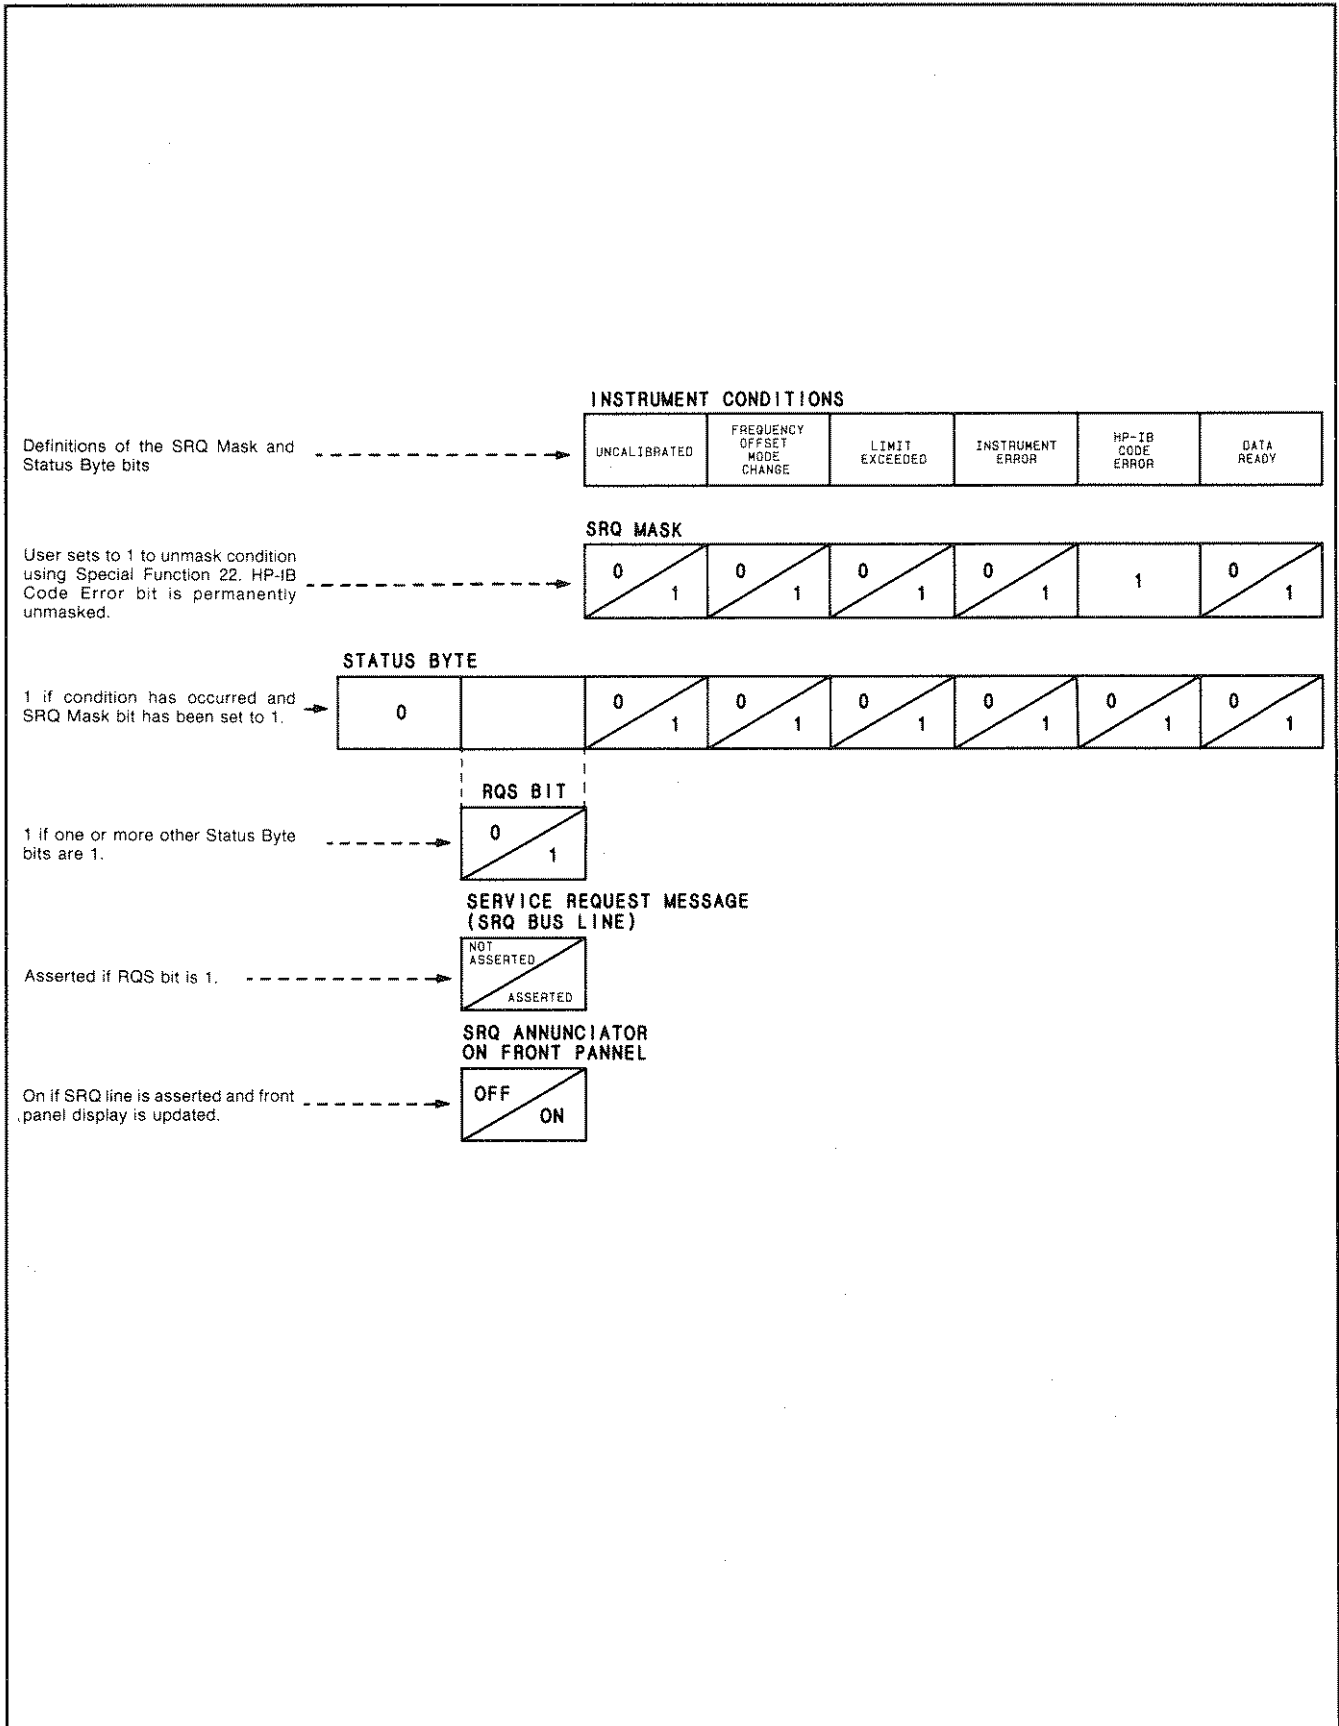 INSTRUMENT CONDITIONS
Definitions of the SRQ Mask and
Status Byte bits
UNCALIBRATED
FREQUENCY
OFFSET
MODE
CHANGE
LIMIT
EXCEEDED
INSTRUMENT
ERROR
HP-IB
CODE
ERROR
DATA
READY
SRQ MASK
User sets to 1 to unmask condition
using Special Function 22. HP-IB
Code Error bit is permanently
unmasked.
0 1 0 1 0 1 0 1 1 0 1
STATUS BYTE
1 if condition has occurred and
SRQ Mask bit has been set to 1.
0 0 1 0 1 0 1 0 1 0 1 0 1
RQS BIT
1 if one or more other Status Byte
bits are 1.
0 1
SERVICE REQUEST MESSAGE
(SRQ BUS LINE)
Asserted if RQS bit is 1.
NOT
ASSERTED
ASSERTED
SRQ ANNUNCIATOR
ON FRONT PANNEL
On if SRQ line is asserted and front
panel display is updated.
OFF
ON